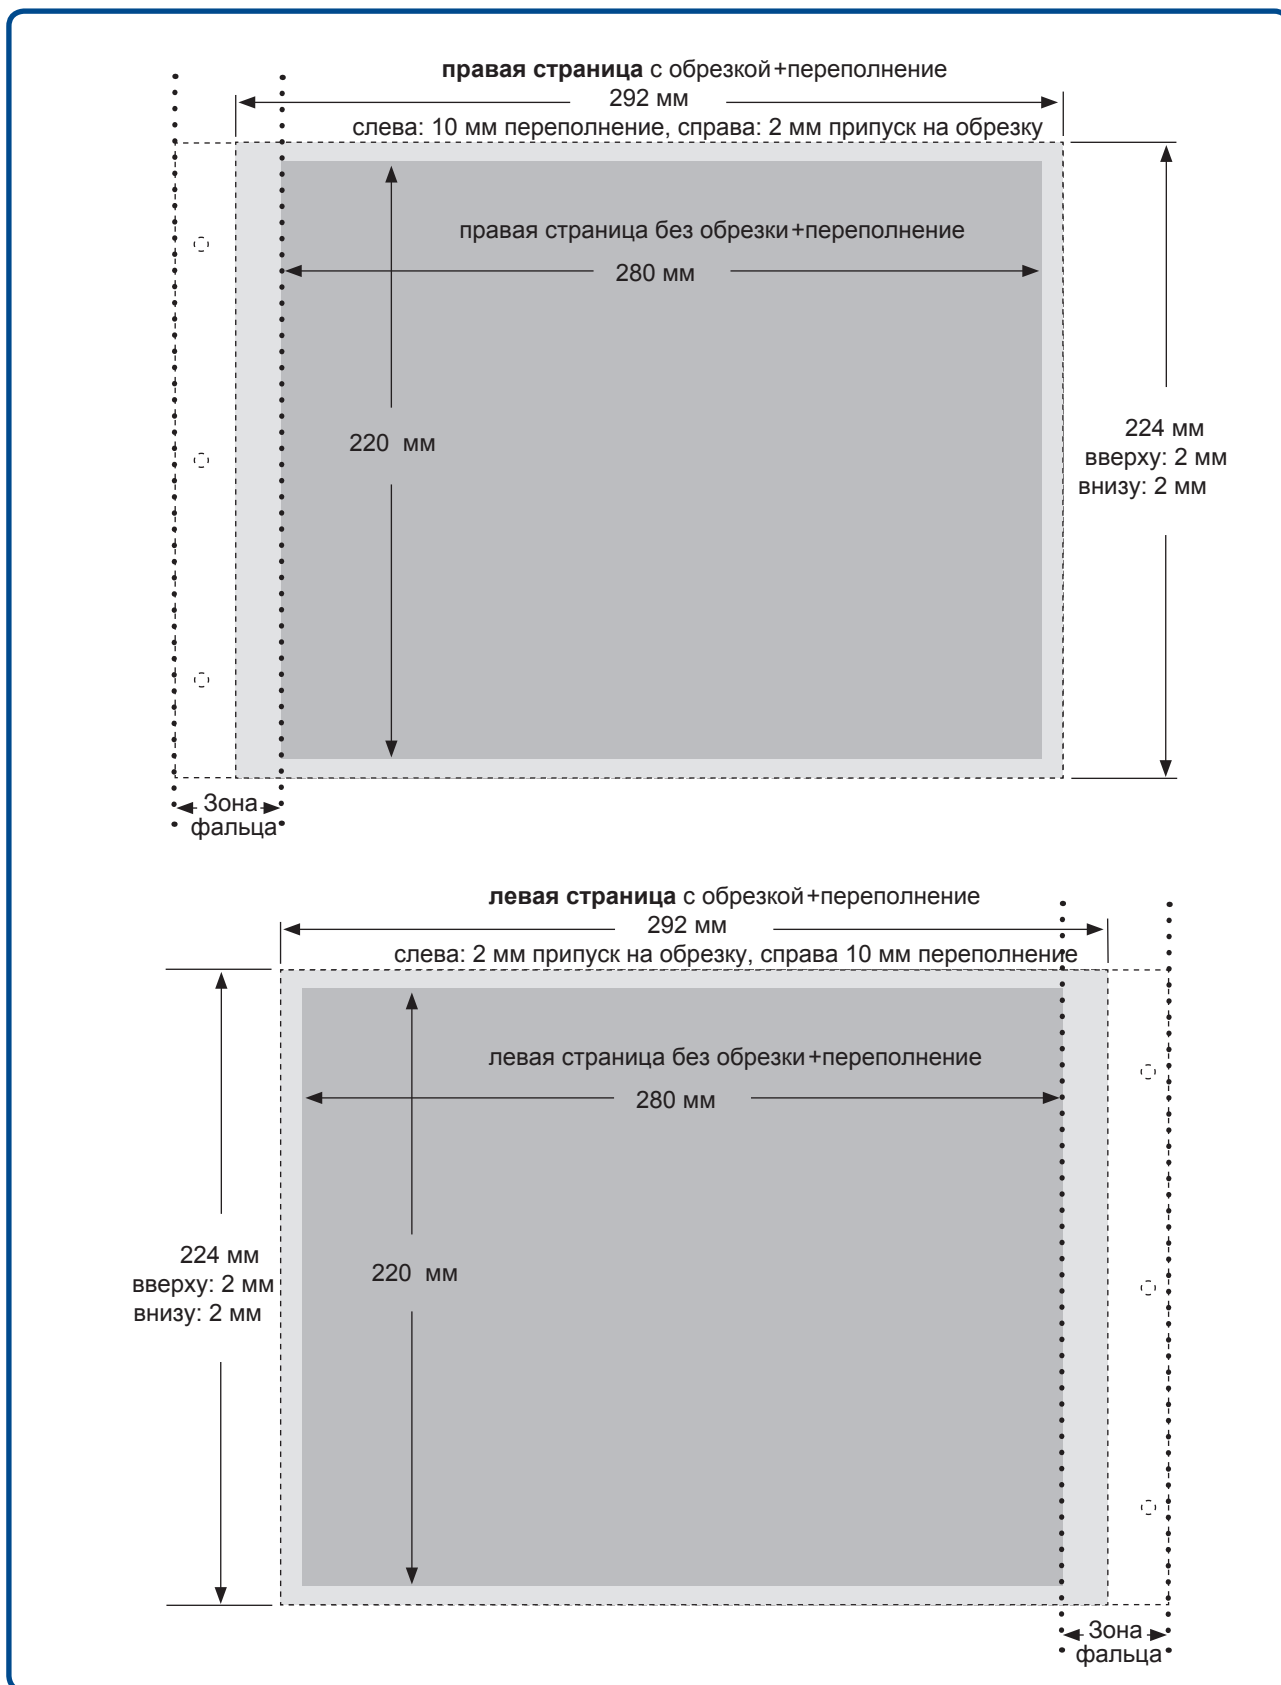 правая страница с обрезкой+переполнение
292 мм
слева: 10 мм переполнение, справа: 2 мм припуск на обрезку
правая страница без обрезки+переполнение
280 мм
220 мм
224 мм
вверху: 2 мм
внизу: 2 мм
Зона
фальца
левая страница с обрезкой+переполнение
292 мм
слева: 2 мм припуск на обрезку, справа 10 мм переполнение
левая страница без обрезки+переполнение
280 мм
224 мм
вверху: 2 мм
внизу: 2 мм
220 мм
Зона
фальца